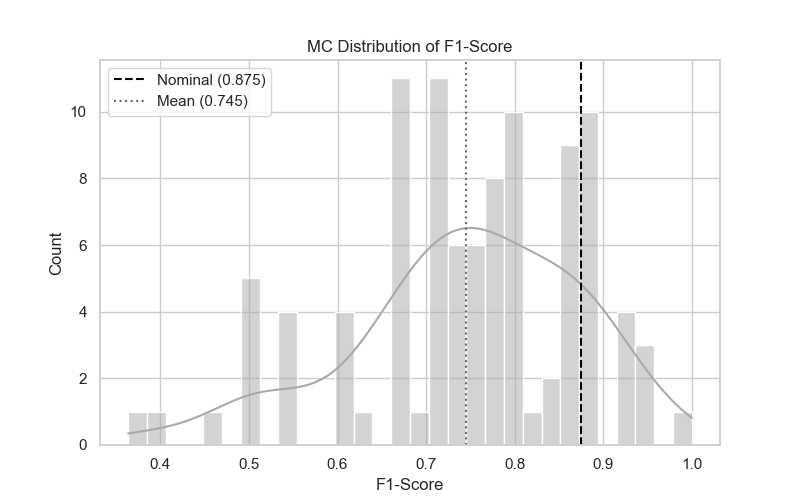 MC Distribution of F1-Score
Nominal (0.875)
Mean (0.745)
10
8
6
4
2
0
Count
0.4 0.5 0.6 0.7 0.8 0.9 1.0
F1-Score